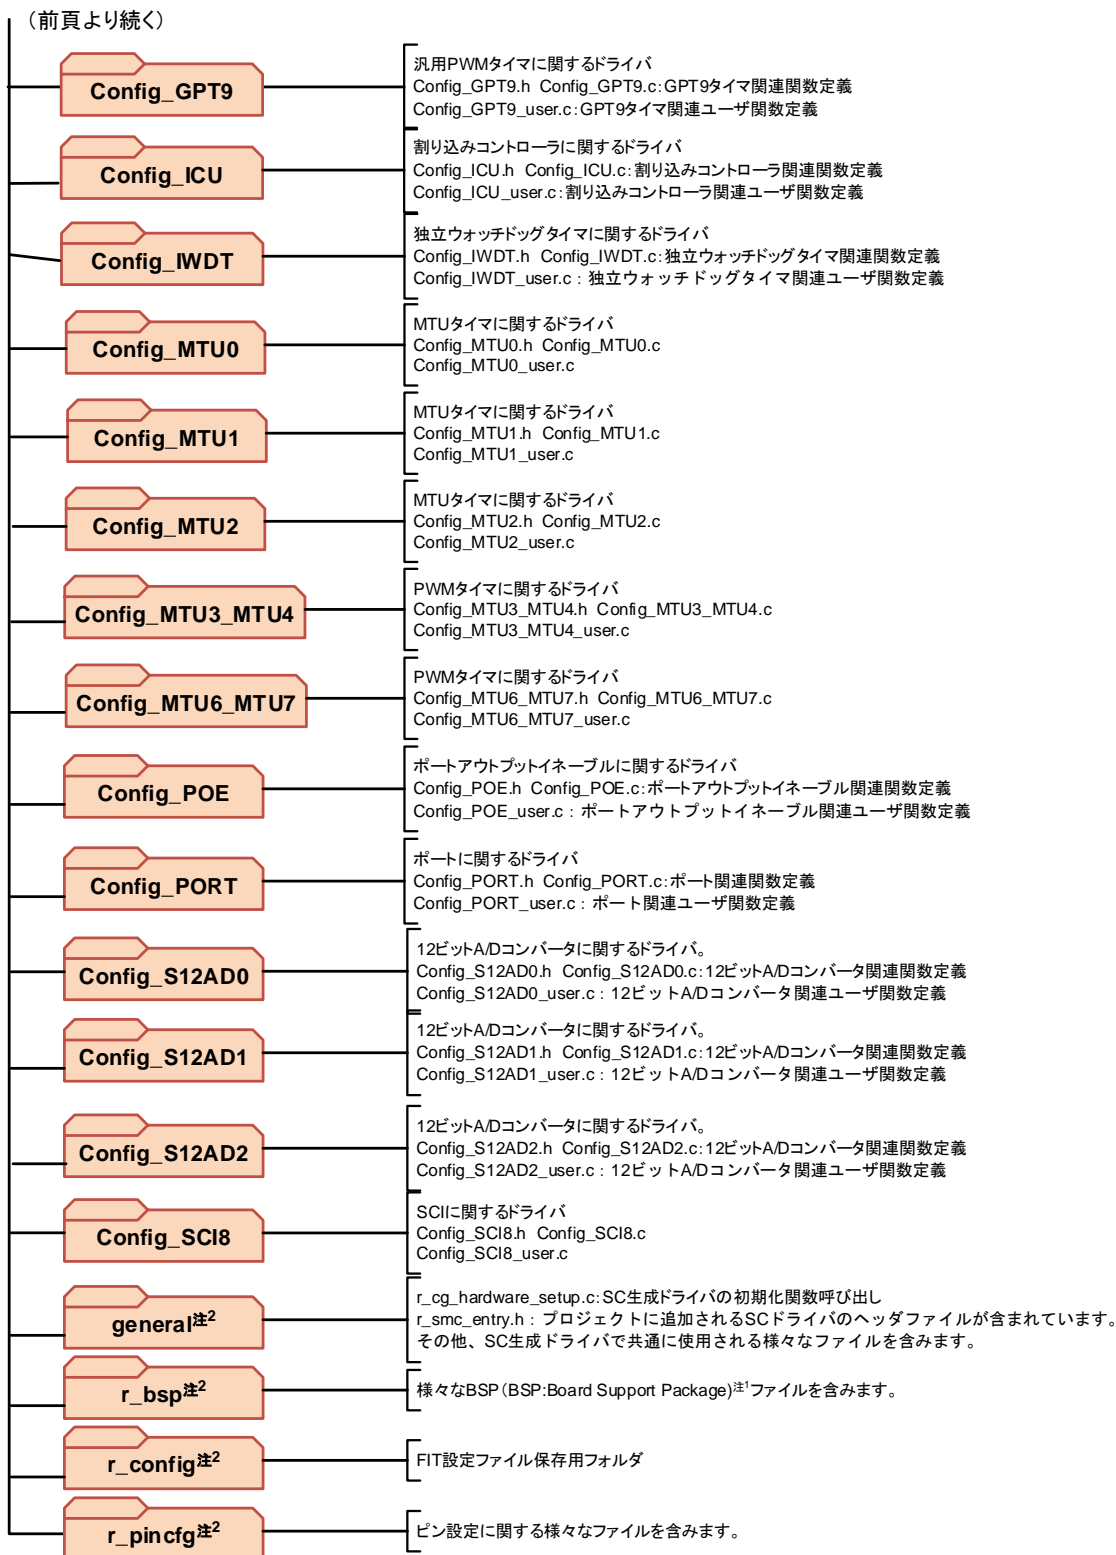 （前頁より続く）
Config_GPT9
汎用PWMタイマに関するドライバ
Config_GPT9.h Config_GPT9.c：GPT9タイマ関連関数定義
Config_GPT9_user.c：GPT9タイマ関連ユーザ関数定義
Config_ICU
割り込みコントローラに関するドライバ
Config_ICU.h Config_ICU.c：割り込みコントローラ関連関数定義
Config_ICU_user.c：割り込みコントローラ関連ユーザ関数定義
Config_IWDT
独立ウォッチドッグタイマに関するドライバ
Config_IWDT.h Config_IWDT.c：独立ウォッチドッグタイマ関連関数定義
Config_IWDT_user.c：独立ウォッチドッグタイマ関連ユーザ関数定義
Config_MTU0
MTUタイマに関するドライバ
Config_MTU0.h Config_MTU0.c
Config_MTU0_user.c
Config_MTU1
MTUタイマに関するドライバ
Config_MTU1.h Config_MTU1.c
Config_MTU1_user.c
Config_MTU2
MTUタイマに関するドライバ
Config_MTU2.h Config_MTU2.c
Config_MTU2_user.c
Config_MTU3_MTU4
PWMタイマに関するドライバ
Config_MTU3_MTU4.h Config_MTU3_MTU4.c
Config_MTU3_MTU4_user.c
Config_MTU6_MTU7
PWMタイマに関するドライバ
Config_MTU6_MTU7.h Config_MTU6_MTU7.c
Config_MTU6_MTU7_user.c
Config_POE
ポートアウトプットイネーブルに関するドライバ
Config_POE.h Config_POE.c：ポートアウトプットイネーブル関連関数定義
Config_POE_user.c：ポートアウトプットイネーブル関連ユーザ関数定義
Config_PORT
ポートに関するドライバ
Config_PORT.h Config_PORT.c：ポート関連関数定義
Config_PORT_user.c：ポート関連ユーザ関数定義
Config_S12AD0
12ビットA/Dコンバータに関するドライバ。
Config_S12AD0.h Config_S12AD0.c：12ビットA/Dコンバータ関連関数定義
Config_S12AD0_user.c：12ビットA/Dコンバータ関連ユーザ関数定義
Config_S12AD1
12ビットA/Dコンバータに関するドライバ。
Config_S12AD1.h Config_S12AD1.c：12ビットA/Dコンバータ関連関数定義
Config_S12AD1_user.c：12ビットA/Dコンバータ関連ユーザ関数定義
Config_S12AD2
12ビットA/Dコンバータに関するドライバ。
Config_S12AD2.h Config_S12AD2.c：12ビットA/Dコンバータ関連関数定義
Config_S12AD2_user.c：12ビットA/Dコンバータ関連ユーザ関数定義
Config_SCI8
SCIに関するドライバ
Config_SCI8.h Config_SCI8.c
Config_SCI8_user.c
general注2
r_cg_hardware_setup.c：SC生成ドライバの初期化関数呼び出し
r_smc_entry.h：プロジェクトに追加されるSCドライバのヘッダファイルが含まれています。
その他、SC生成ドライバで共通に使用される様々なファイルを含みます。
r_bsp注2
様々なBSP（BSP：Board Support Package）注1ファイルを含みます。
r_config注2
FIT設定ファイル保存用フォルダ
r_pincfg注2
ピン設定に関する様々なファイルを含みます。